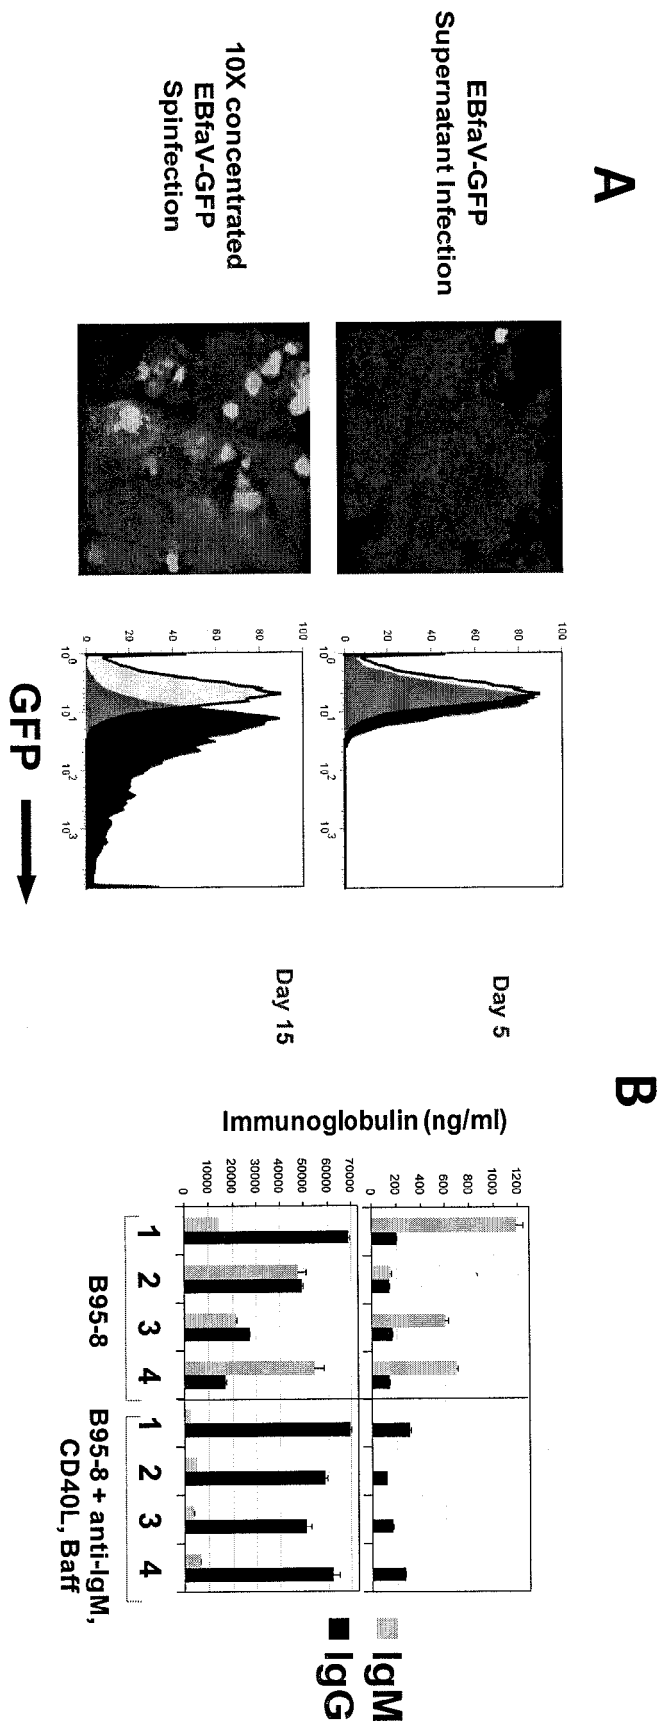 A
EBfaV-GFP
Supernatant Infection
10X concentrated
EBfaV-GFP
Spinfection
100
80
60
40
20
0
10^0
10^1
10^2
10^3
100
80
60
40
20
0
10^0
10^1
10^2
10^3
GFP
B
Day 5
Day 15
Immunoglobulin (ng/ml)
1200
1000
800
600
400
200
0
70000
60000
50000
40000
30000
20000
10000
0
1 2 3 4 1 2 3 4
B95-8
B95-8 + anti-IgM,
CD40L, Baff
IgM
IgG